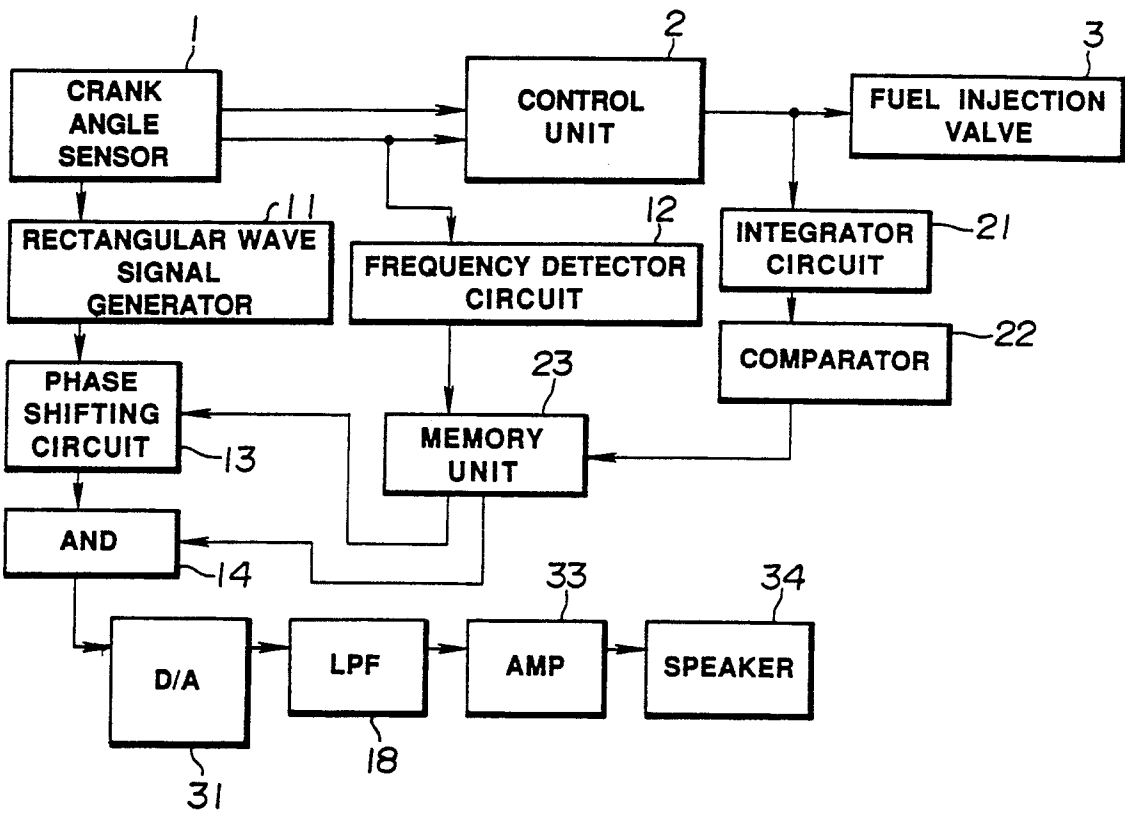 1
2
3
CRANK
ANGLE
SENSOR
CONTROL
UNIT
FUEL INJECTION
VALVE
11
12
21
RECTANGULAR WAVE
SIGNAL
GENERATOR
FREQUENCY DETECTOR
CIRCUIT
INTEGRATOR
CIRCUIT
22
COMPARATOR
23
PHASE
SHIFTING
CIRCUIT
13
MEMORY
UNIT
AND
14
33
34
D/A
LPF
AMP
SPEAKER
31
18